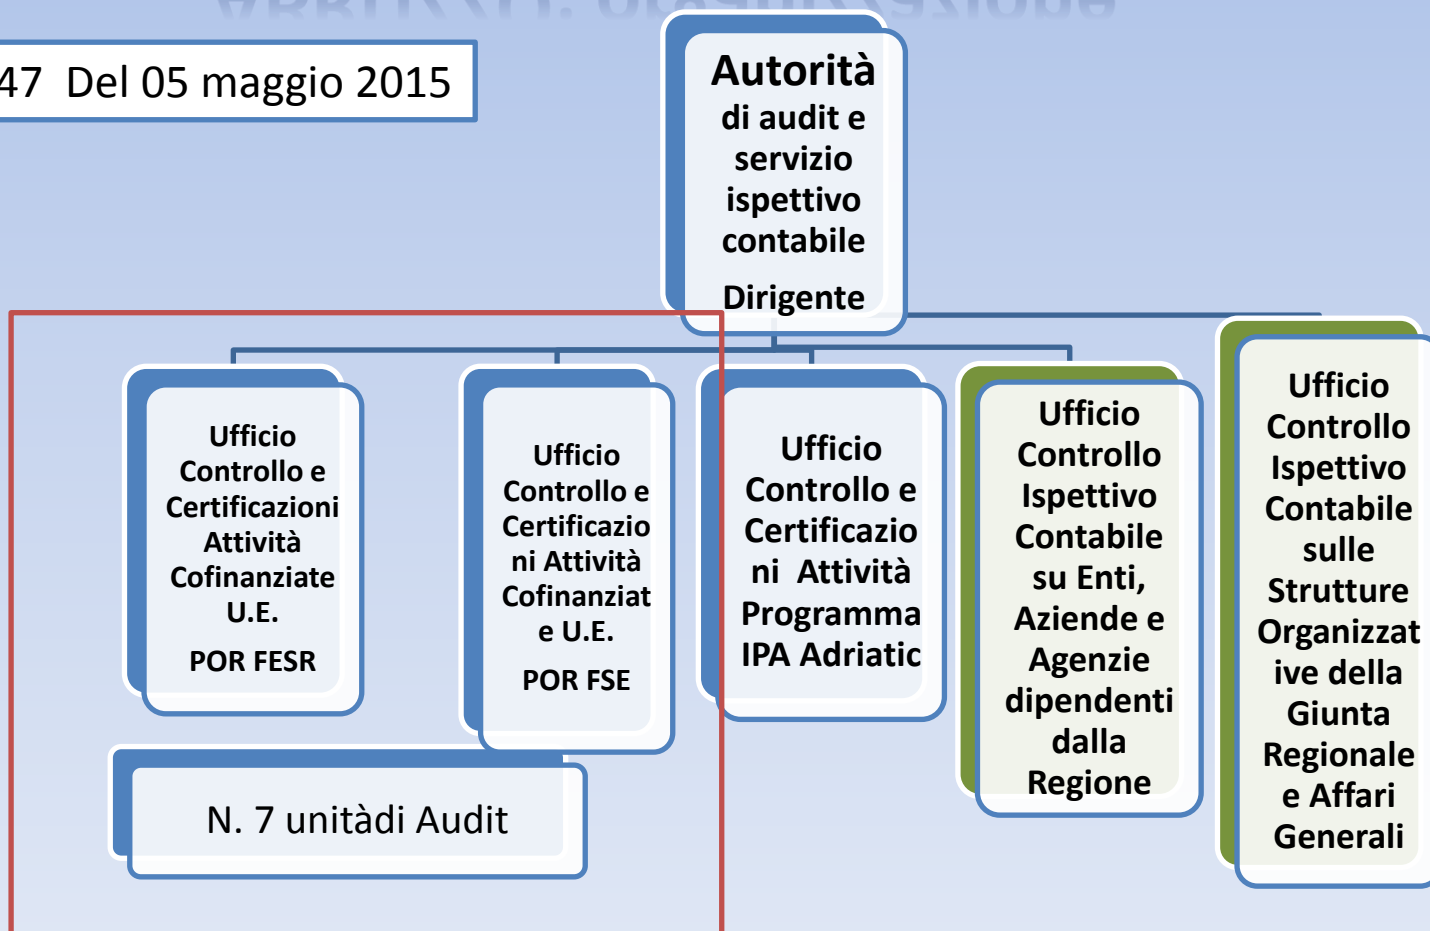 ABRUZZO: organizzazione
47 Del 05 maggio 2015
Autorità
di audit e
servizio
ispettivo
contabile
Dirigente
Ufficio
Controllo e
Certificazioni
Attività
Cofinanziate
U.E.
POR FESR
Ufficio
Controllo e
Certificazio
ni Attività
Cofinanziat
e U.E.
POR FSE
Ufficio
Controllo e
Certificazio
ni Attività
Programma
IPA Adriatic
Ufficio
Controllo
Ispettivo
Contabile
su Enti,
Aziende e
Agenzie
dipendenti
dalla
Regione
Ufficio
Controllo
Ispettivo
Contabile
sulle
Strutture
Organizzat
ive della
Giunta
Regionale
e Affari
Generali
N. 7 unitàdi Audit